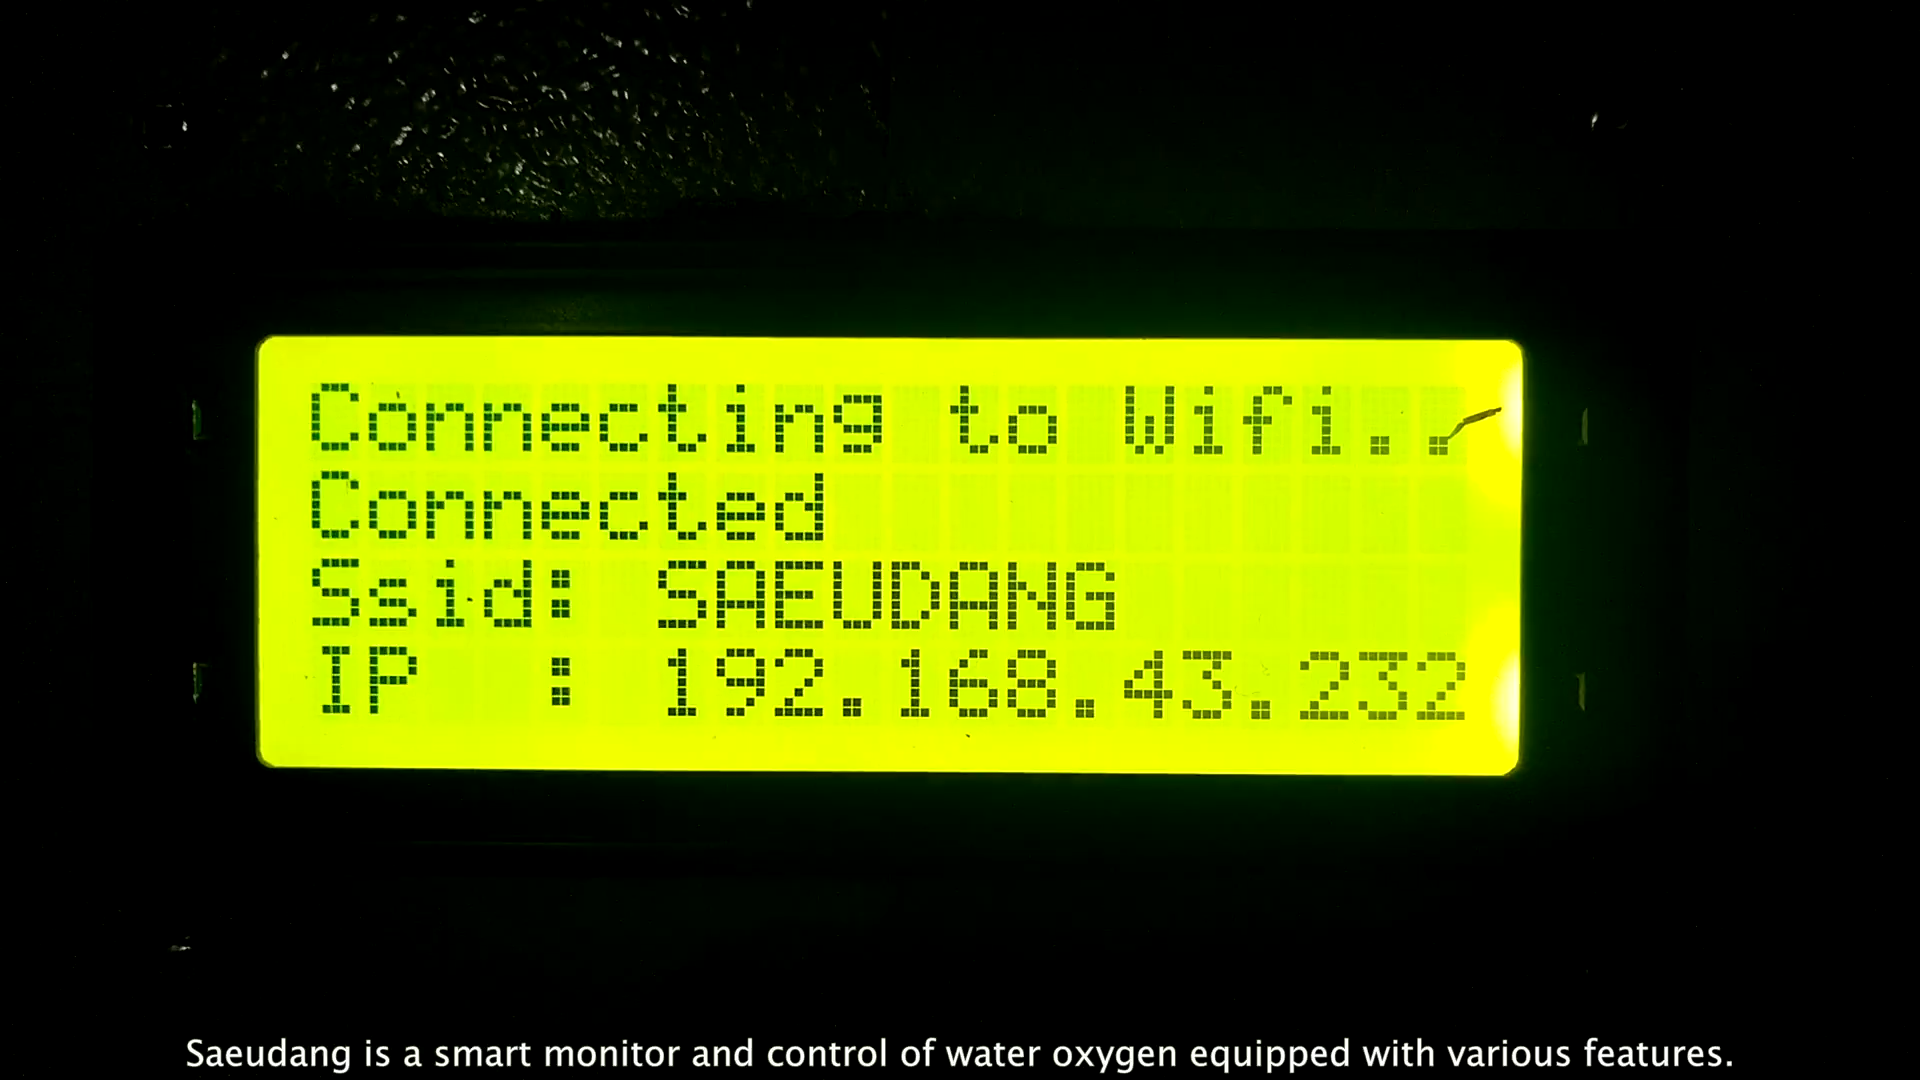 Connecting to Wifi..
Connected
Ssid: SAEUDANG
IP  : 192.168.43.232
Saeudang is a smart monitor and control of water oxygen equipped with various features.